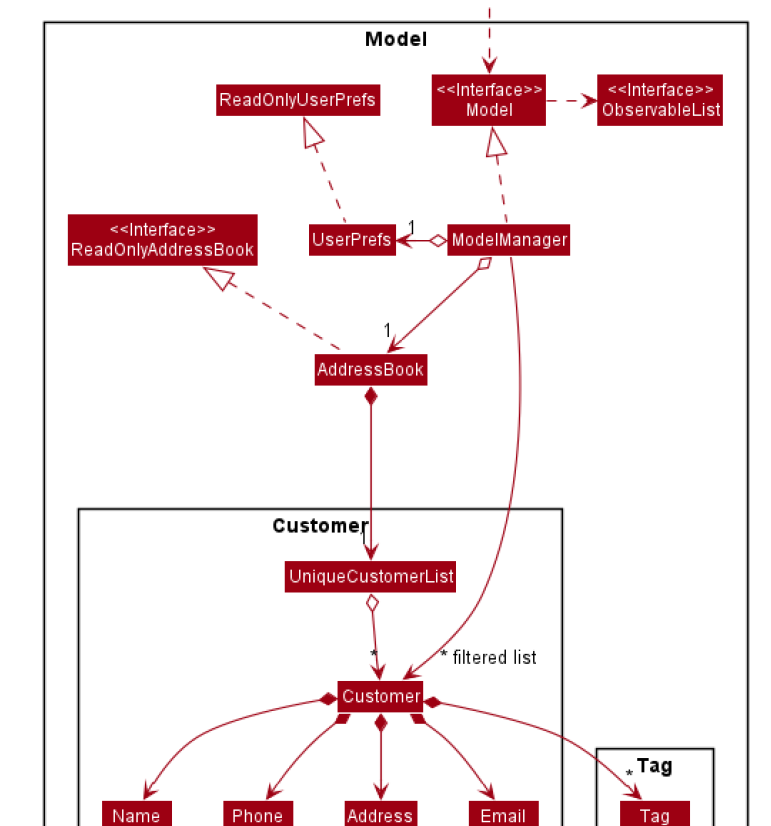 Model
ReadOnlyUserPrefs
<<Interface>>
Model
<<Interface>>
ObservableList
<<Interface>>
ReadOnlyAddressBook
UserPrefs
1
ModelManager
1
AddressBook
Customer
1
UniqueCustomerList
*
* filtered list
Customer
*
Tag
Name
Phone
Address
Email
Tag